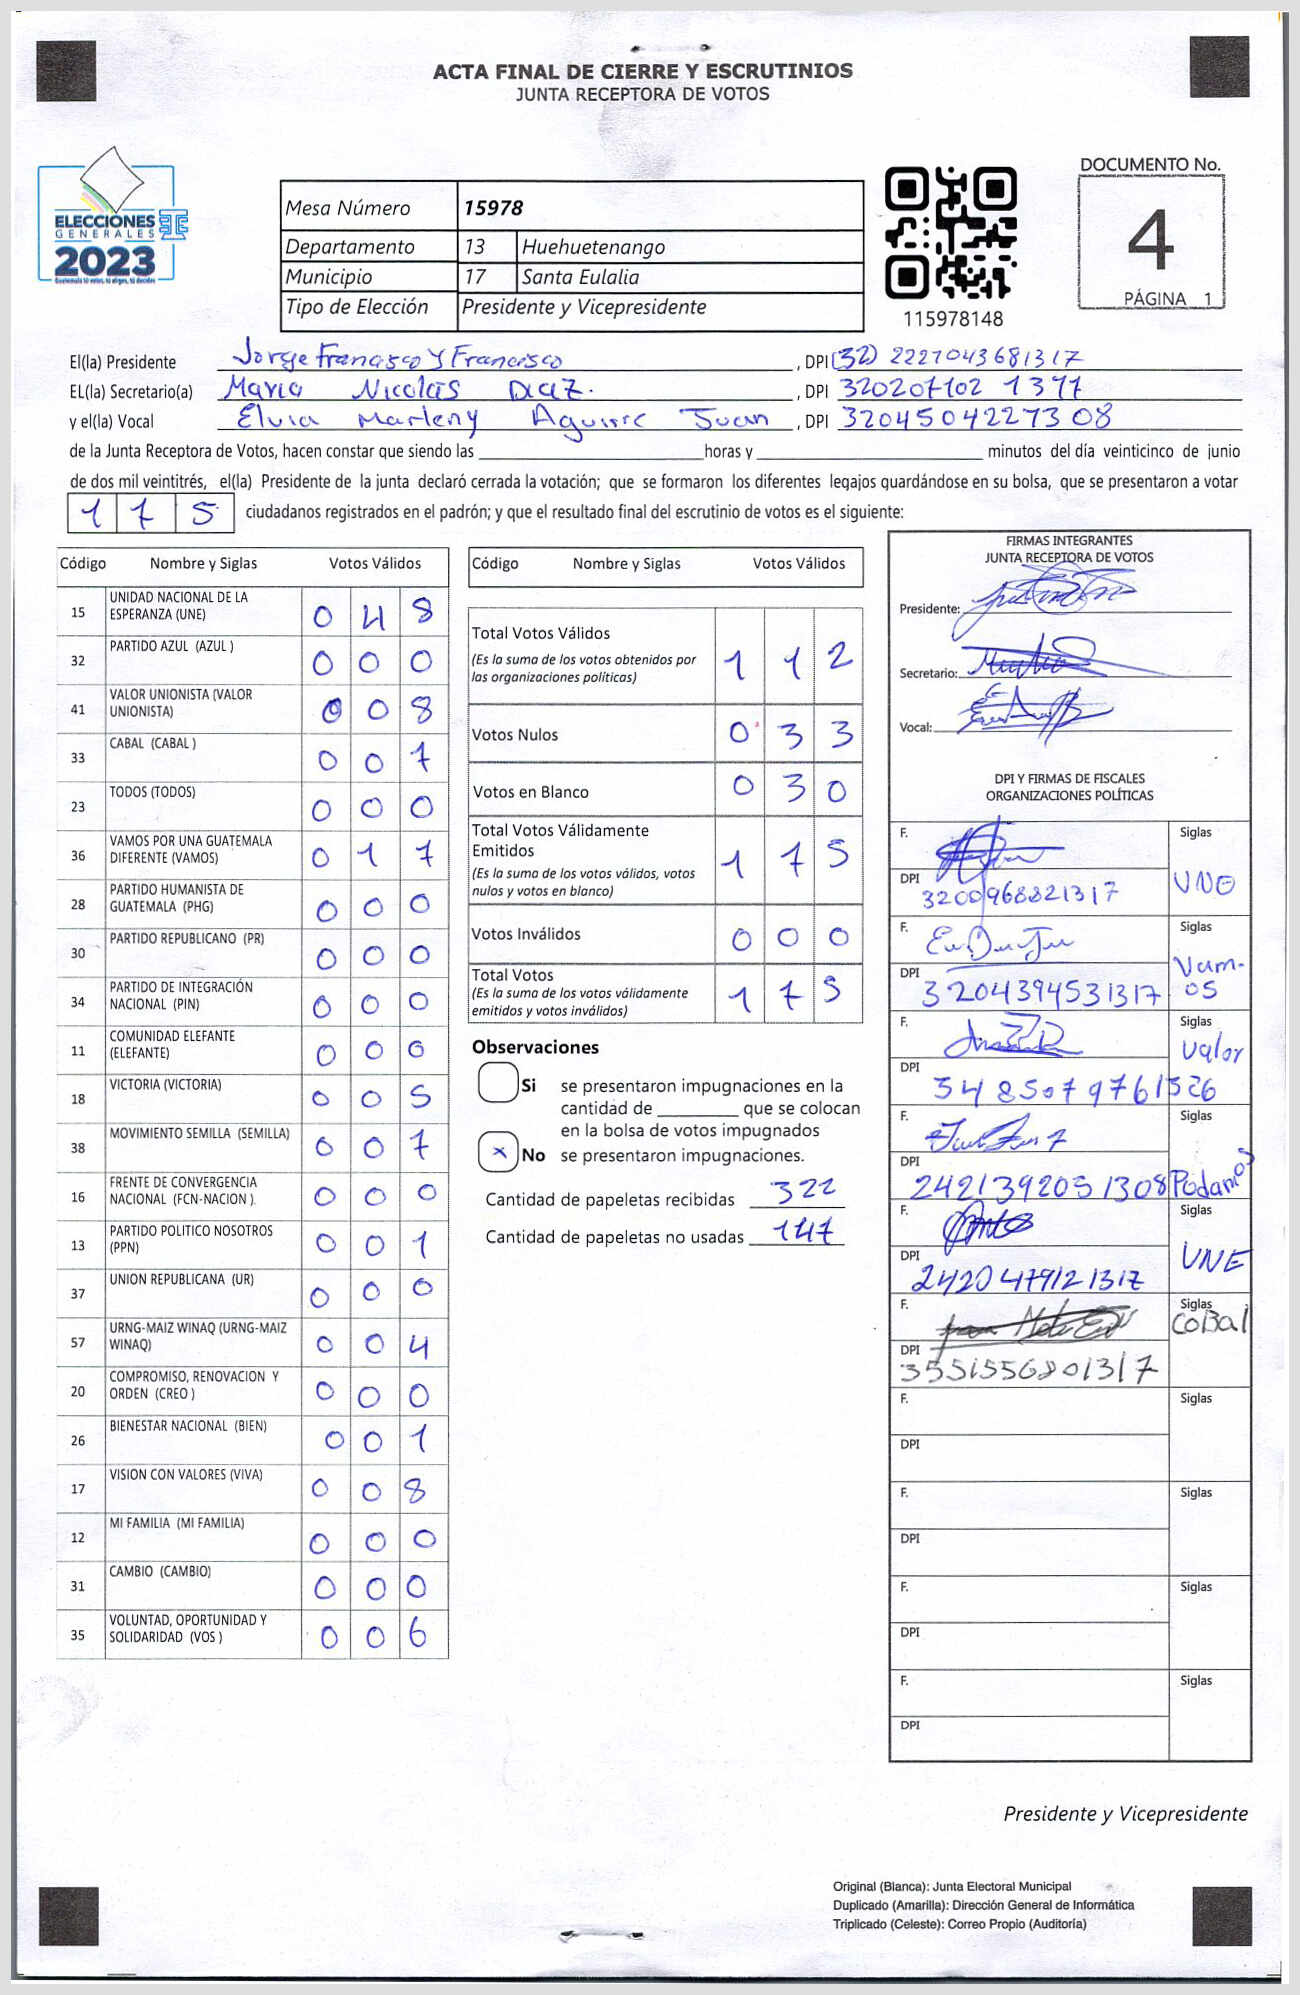 ACTA FINAL DE CIERRE Y ESCRUTINIOS
JUNTA RECEPTORA DE VOTOS
ELECCIONES
GENERALES
2023
Guatemala tú votas, tú eliges, tú decides
Mesa Número 15978
Departamento 13 Huehuetenango
Municipio 17 Santa Eulalia
Tipo de Elección Presidente y Vicepresidente
115978148
DOCUMENTO No.
4
PÁGINA 1
El(la) Presidente Jorge Francisco y Francisco, DPI (32) 2227043681317
EL(la) Secretario(a) Maria Nicolás Diaz., DPI 320207102 1317
y el(la) Vocal Elvia Marleny Aguirre Juan, DPI 3204504227308
de la Junta Receptora de Votos, hacen constar que siendo las ____ horas y ____ minutos del día veinticinco de junio
de dos mil veintitrés, el(la) Presidente de la junta declaró cerrada la votación; que se formaron los diferentes legajos guardándose en su bolsa, que se presentaron a votar
1 7 5 ciudadanos registrados en el padrón; y que el resultado final del escrutinio de votos es el siguiente:
Código Nombre y Siglas Votos Válidos
15 UNIDAD NACIONAL DE LA ESPERANZA (UNE) 0 4 8
32 PARTIDO AZUL (AZUL ) 0 0 0
41 VALOR UNIONISTA (VALOR UNIONISTA) 0 0 8
33 CABAL (CABAL ) 0 0 7
23 TODOS (TODOS) 0 0 0
36 VAMOS POR UNA GUATEMALA DIFERENTE (VAMOS) 0 1 7
28 PARTIDO HUMANISTA DE GUATEMALA (PHG) 0 0 0
30 PARTIDO REPUBLICANO (PR) 0 0 0
34 PARTIDO DE INTEGRACIÓN NACIONAL (PIN) 0 0 0
11 COMUNIDAD ELEFANTE (ELEFANTE) 0 0 0
18 VICTORIA (VICTORIA) 0 0 5
38 MOVIMIENTO SEMILLA (SEMILLA) 0 0 7
16 FRENTE DE CONVERGENCIA NACIONAL (FCN-NACION ). 0 0 0
13 PARTIDO POLITICO NOSOTROS (PPN) 0 0 1
37 UNION REPUBLICANA (UR) 0 0 0
57 URNG-MAIZ WINAQ (URNG-MAIZ WINAQ) 0 0 4
20 COMPROMISO, RENOVACION Y ORDEN (CREO ) 0 0 0
26 BIENESTAR NACIONAL (BIEN) 0 0 1
17 VISION CON VALORES (VIVA) 0 0 8
12 MI FAMILIA (MI FAMILIA) 0 0 0
31 CAMBIO (CAMBIO) 0 0 0
35 VOLUNTAD, OPORTUNIDAD Y SOLIDARIDAD (VOS ) 0 0 6
Código Nombre y Siglas Votos Válidos
Total Votos Válidos 1 1 2
(Es la suma de los votos obtenidos por
las organizaciones políticas)
Votos Nulos 0 3 3
Votos en Blanco 0 3 0
Total Votos Válidamente
Emitidos 1 7 5
(Es la suma de los votos válidos, votos
nulos y votos en blanco)
Votos Inválidos 0 0 0
Total Votos 1 7 5
(Es la suma de los votos válidamente
emitidos y votos inválidos)
Observaciones
Si se presentaron impugnaciones en la
cantidad de ____ que se colocan
en la bolsa de votos impugnados
x No se presentaron impugnaciones.
Cantidad de papeletas recibidas 322
Cantidad de papeletas no usadas 147
FIRMAS INTEGRANTES
JUNTA RECEPTORA DE VOTOS
Presidente:
Secretario:
Vocal:
DPI Y FIRMAS DE FISCALES
ORGANIZACIONES POLÍTICAS
F. Siglas
DPI 3200968821317 UNE
F. Siglas
DPI 3204394531317 Vam-os
F. Siglas
DPI 3485079761326 Valor
F. Siglas
DPI 2421392051308 Podamos
F. Siglas
DPI 2420479121317 UNE
F. Siglas
DPI 3551556801317 CoBal
F. Siglas
DPI
F. Siglas
DPI
F. Siglas
DPI
F. Siglas
DPI
Presidente y Vicepresidente
Original (Blanca): Junta Electoral Municipal
Duplicado (Amarilla): Dirección General de Informática
Triplicado (Celeste): Correo Propio (Auditoría)